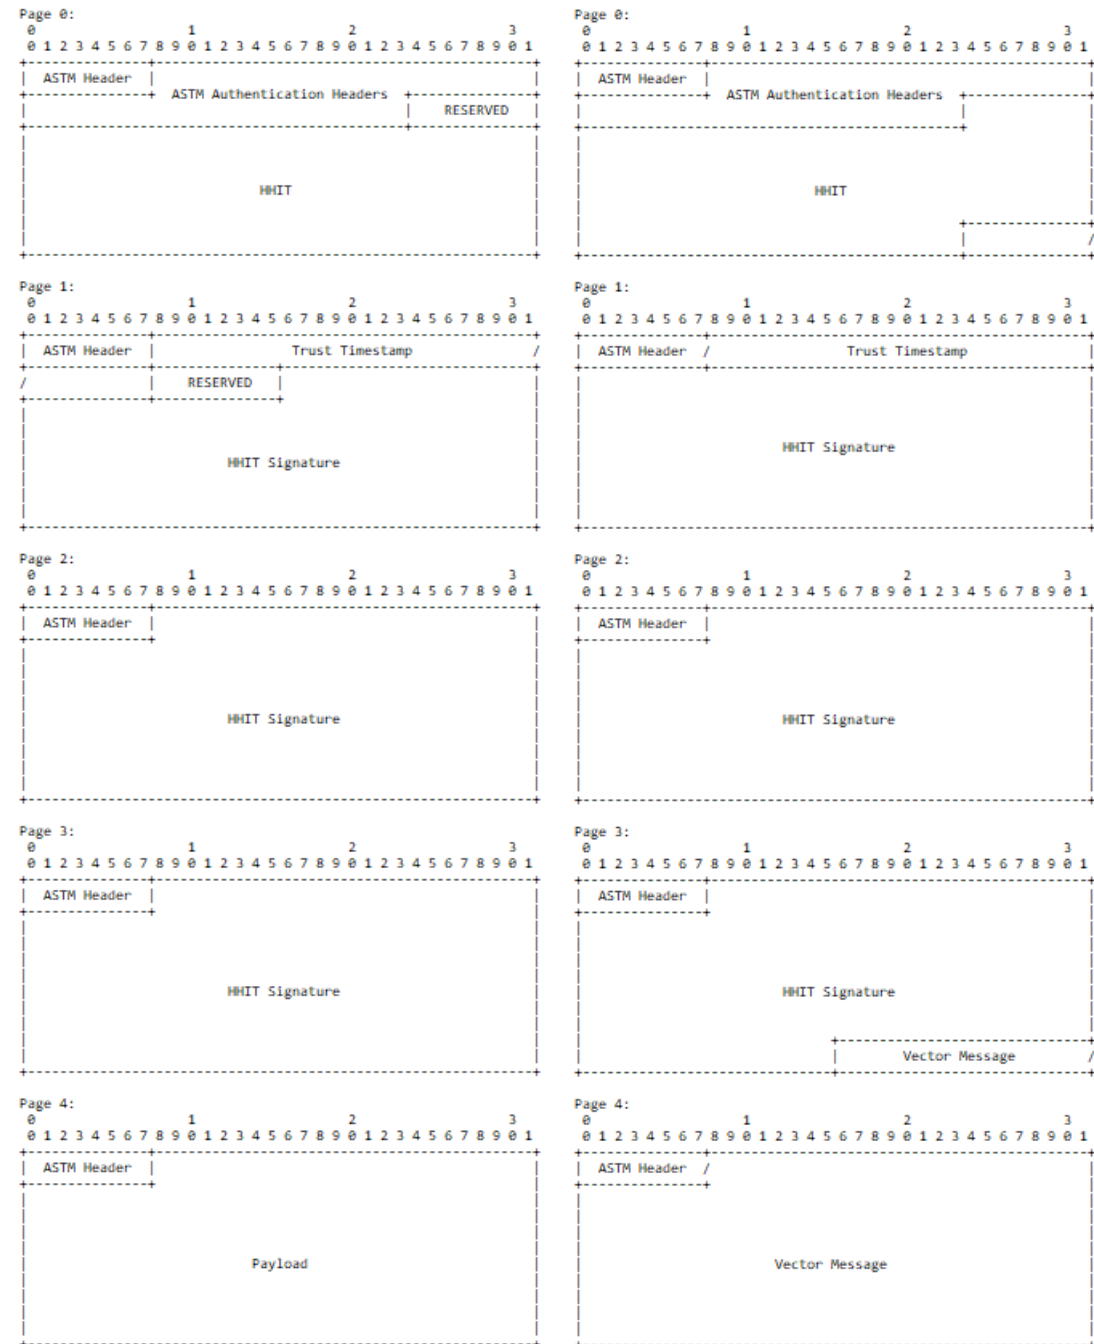 Page 0:
0 1 2 3
0 1 2 3 4 5 6 7 8 9 0 1 2 3 4 5 6 7 8 9 0 1 2 3 4 5 6 7 8 9 0 1
ASTM Header
ASTM Authentication Headers
RESERVED
HHIT
Page 1:
0 1 2 3
0 1 2 3 4 5 6 7 8 9 0 1 2 3 4 5 6 7 8 9 0 1 2 3 4 5 6 7 8 9 0 1
ASTM Header | Trust Timestamp /
/ | RESERVED |
HHIT Signature
Page 2:
0 1 2 3
0 1 2 3 4 5 6 7 8 9 0 1 2 3 4 5 6 7 8 9 0 1 2 3 4 5 6 7 8 9 0 1
ASTM Header
HHIT Signature
Page 3:
0 1 2 3
0 1 2 3 4 5 6 7 8 9 0 1 2 3 4 5 6 7 8 9 0 1 2 3 4 5 6 7 8 9 0 1
ASTM Header
HHIT Signature
Page 4:
0 1 2 3
0 1 2 3 4 5 6 7 8 9 0 1 2 3 4 5 6 7 8 9 0 1 2 3 4 5 6 7 8 9 0 1
ASTM Header
Payload
Page 0:
0 1 2 3
0 1 2 3 4 5 6 7 8 9 0 1 2 3 4 5 6 7 8 9 0 1 2 3 4 5 6 7 8 9 0 1
ASTM Header
ASTM Authentication Headers
HHIT
/
Page 1:
0 1 2 3
0 1 2 3 4 5 6 7 8 9 0 1 2 3 4 5 6 7 8 9 0 1 2 3 4 5 6 7 8 9 0 1
ASTM Header / Trust Timestamp
HHIT Signature
Page 2:
0 1 2 3
0 1 2 3 4 5 6 7 8 9 0 1 2 3 4 5 6 7 8 9 0 1 2 3 4 5 6 7 8 9 0 1
ASTM Header
HHIT Signature
Page 3:
0 1 2 3
0 1 2 3 4 5 6 7 8 9 0 1 2 3 4 5 6 7 8 9 0 1 2 3 4 5 6 7 8 9 0 1
ASTM Header
HHIT Signature
Vector Message /
Page 4:
0 1 2 3
0 1 2 3 4 5 6 7 8 9 0 1 2 3 4 5 6 7 8 9 0 1 2 3 4 5 6 7 8 9 0 1
ASTM Header /
Vector Message